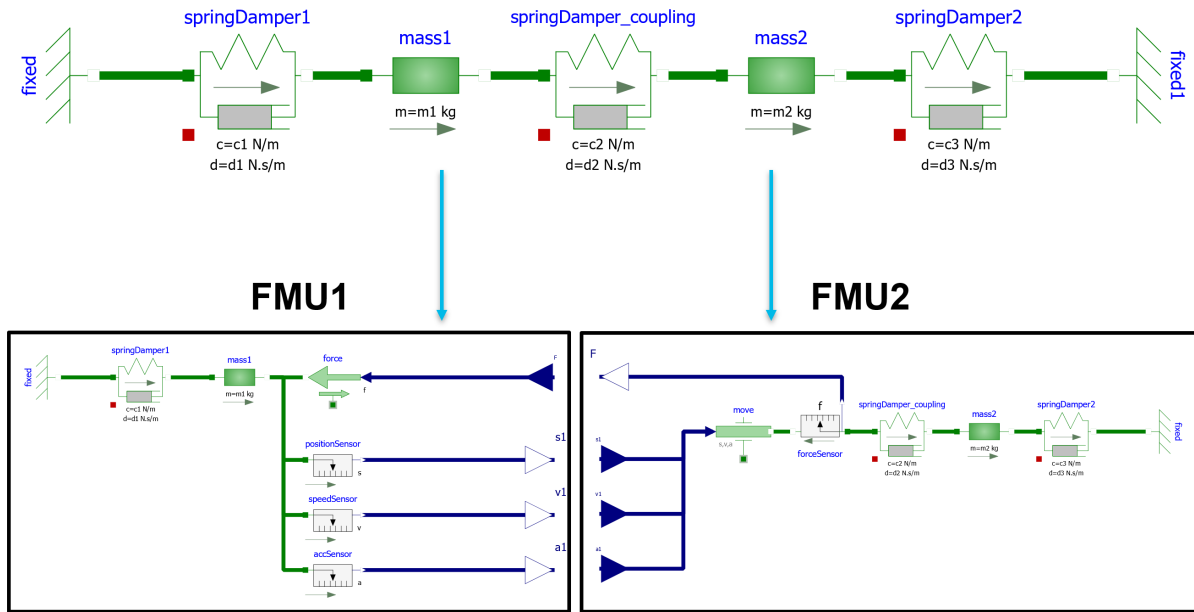 springDamper1
springDamper_coupling
springDamper2
mass1
mass2
fixed
fixed1
m=m1 kg
m=m2 kg
c=c1 N/m
d=d1 N.s/m
c=c2 N/m
d=d2 N.s/m
c=c3 N/m
d=d3 N.s/m
FMU1
FMU2
springDamper1
mass1
force
F
fixed
m=m1 kg
f
c=c1 N/m
d=d1 N.s/m
positionSensor
s
s1
speedSensor
v
v1
accSensor
a
a1
F
move
f
springDamper_coupling
mass2
springDamper2
fixed
s,v,a
forceSensor
m=m2 kg
c=c2 N/m
d=d2 N.s/m
c=c3 N/m
d=d3 N.s/m
s1
v1
a1